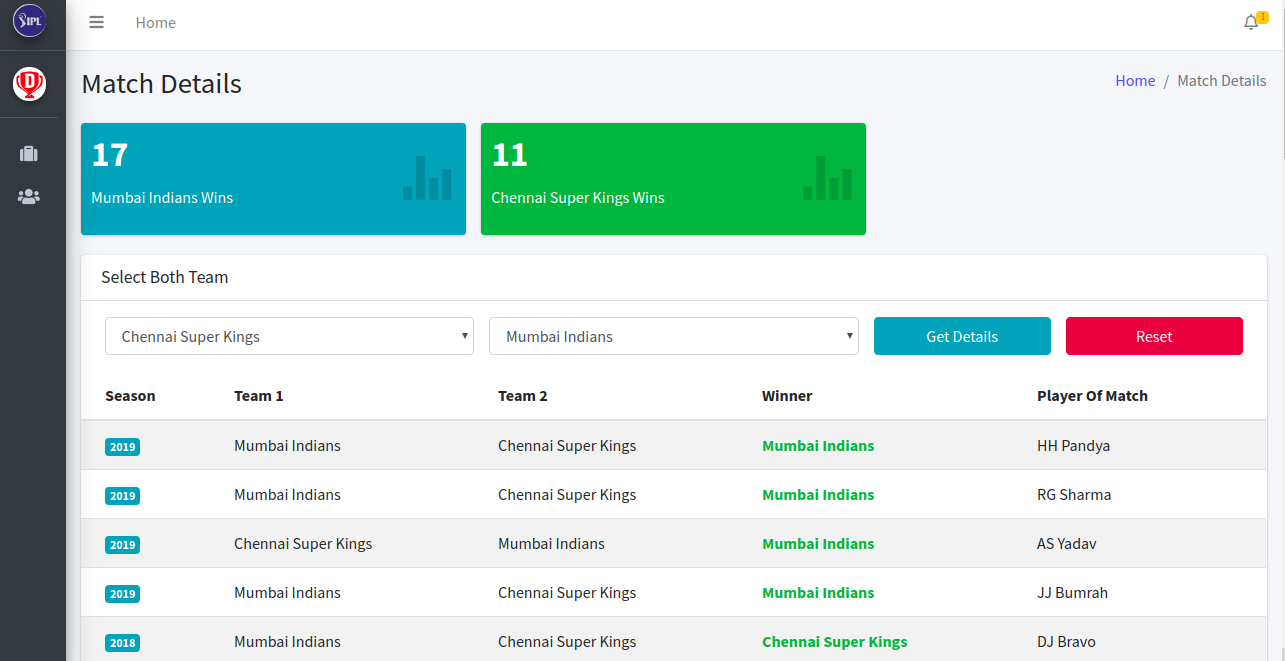 IPL
Home
1
D
Match Details
Home / Match Details
17
Mumbai Indians Wins
11
Chennai Super Kings Wins
Select Both Team
Chennai Super Kings
Mumbai Indians
Get Details
Reset
Season Team 1 Team 2 Winner Player Of Match
2019 Mumbai Indians Chennai Super Kings Mumbai Indians HH Pandya
2019 Mumbai Indians Chennai Super Kings Mumbai Indians RG Sharma
2019 Chennai Super Kings Mumbai Indians Mumbai Indians AS Yadav
2019 Mumbai Indians Chennai Super Kings Mumbai Indians JJ Bumrah
2018 Mumbai Indians Chennai Super Kings Chennai Super Kings DJ Bravo